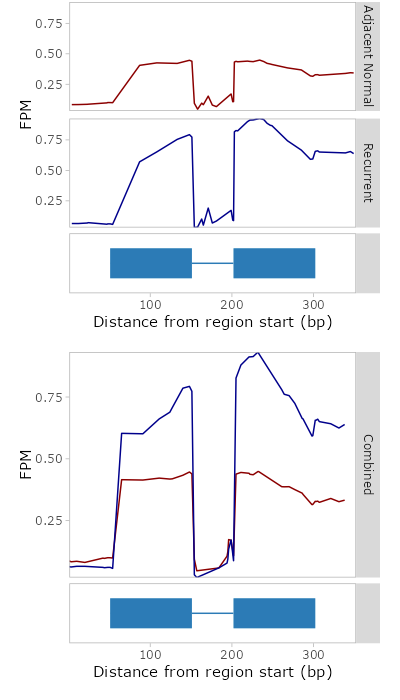 0.75
0.50
0.25
Adjacent Normal
FPM
0.75
0.50
0.25
Recurrent
100
200
300
Distance from region start (bp)
0.75
0.50
0.25
FPM
Combined
100
200
300
Distance from region start (bp)